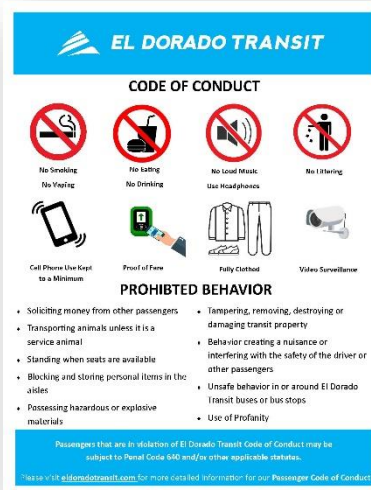 EL DORADO TRANSIT
CODE OF CONDUCT
No Smoking
No Vaping
No Eating
No Drinking
No Loud Music
Use Headphones
No Littering
Cell Phone Use Kept
to a Minimum
Proof of Fare
Fully Clothed
Video Surveillance
PROHIBTED BEHAVIOR
• Soliciting money from other passengers
• Transporting animals unless it is a
service animal
• Standing when seats are available
• Blocking and storing personal items in the
aisles
• Possessing hazardous or explosive
materials
• Tampering, removing, destroying or
damaging transit property
• Behavior creating a nuisance or
interfering with the safety of the driver or
other passengers
• Unsafe behavior in or around El Dorado
Transit buses or bus stops
• Use of Profanity
Passengers that are in violation of El Dorado Transit Code of Conduct may be
subject to Penal Code 640 and/or other applicable statutes.
Please visit eldoradotransit.com for more detailed information for our Passenger Code of Conduct